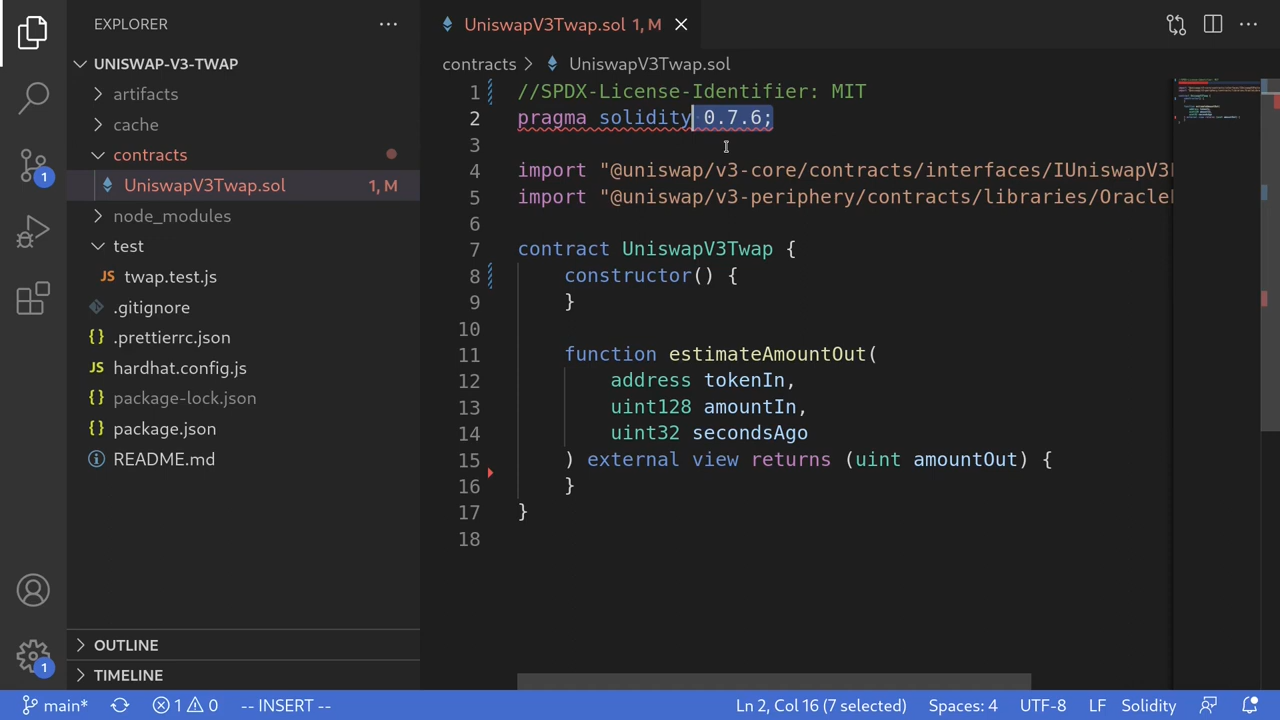 EXPLORER
UNISWAP-V3-TWAP
artifacts
cache
contracts
UniswapV3Twap.sol 1, M
node_modules
test
JS twap.test.js
.gitignore
{} .prettierrc.json
JS hardhat.config.js
{} package-lock.json
{} package.json
README.md
OUTLINE
TIMELINE
1
1
UniswapV3Twap.sol 1, M
contracts > UniswapV3Twap.sol
1 //SPDX-License-Identifier: MIT
2 pragma solidity 0.7.6;
3
4 import "@uniswap/v3-core/contracts/interfaces/IUniswapV3
5 import "@uniswap/v3-periphery/contracts/libraries/Oracle
6
7 contract UniswapV3Twap {
8 constructor() {
9 }
10
11 function estimateAmountOut(
12 address tokenIn,
13 uint128 amountIn,
14 uint32 secondsAgo
15 ) external view returns (uint amountOut) {
16 }
17 }
18
main* 1 0 -- INSERT -- Ln 2, Col 16 (7 selected) Spaces: 4 UTF-8 LF Solidity